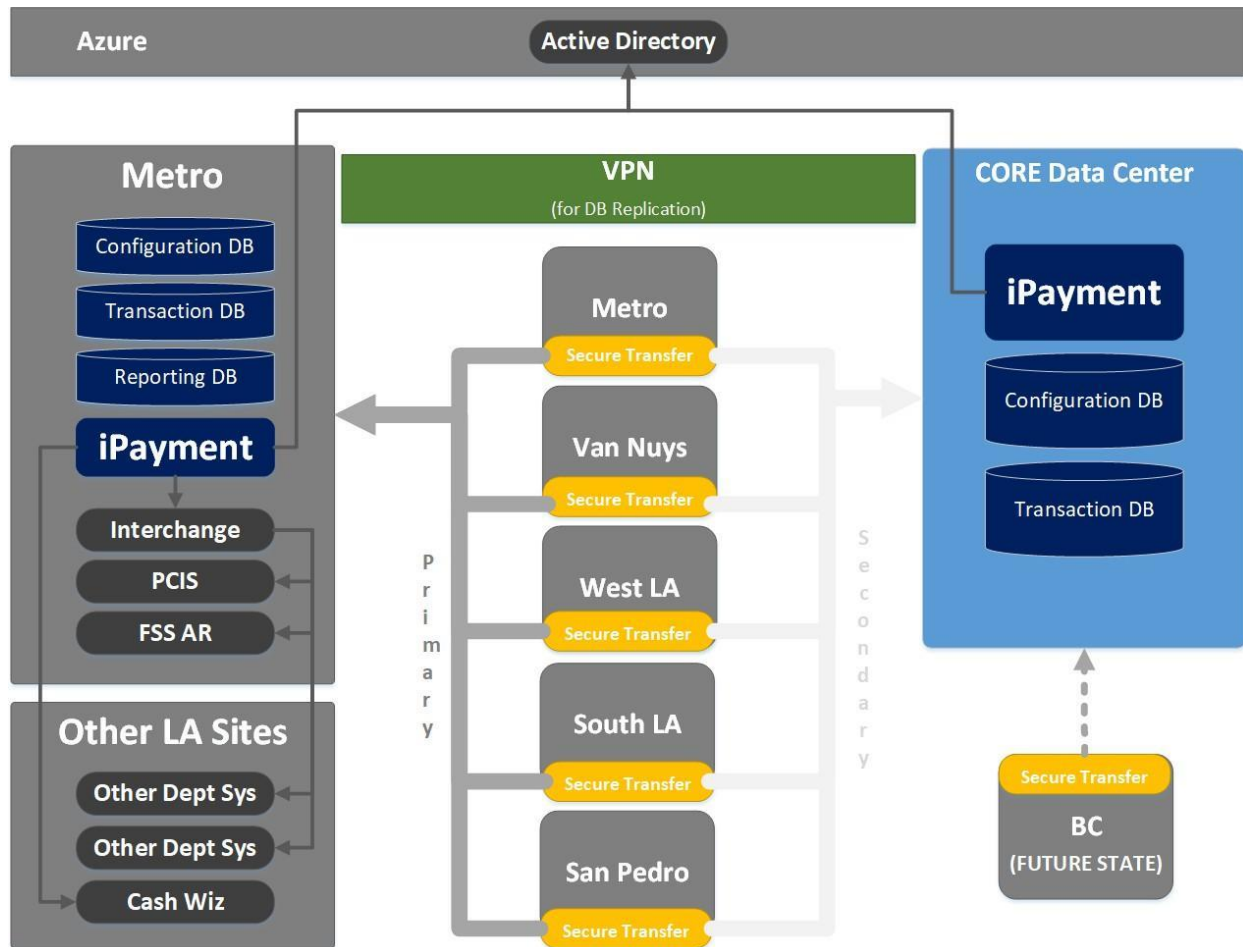 Azure
Active Directory
Metro
Configuration DB
Transaction DB
Reporting DB
iPayment
Interchange
PCIS
FSS AR
Other LA Sites
Other Dept Sys
Other Dept Sys
Cash Wiz
VPN
(for DB Replication)
Primary
Metro
Secure Transfer
Van Nuys
Secure Transfer
West LA
Secure Transfer
South LA
Secure Transfer
San Pedro
Secure Transfer
Secondary
CORE Data Center
iPayment
Configuration DB
Transaction DB
Secure Transfer
BC
(FUTURE STATE)